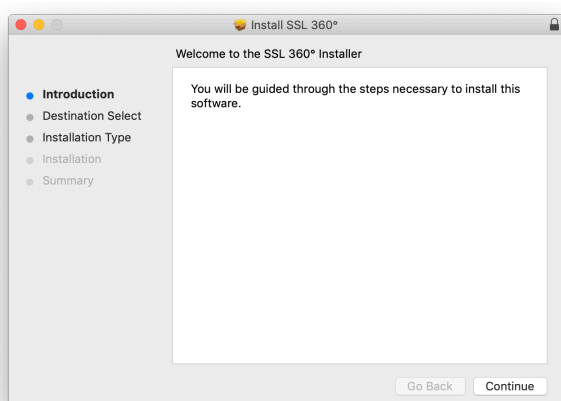 Install SSL 360°
Welcome to the SSL 360° Installer
Introduction
Destination Select
Installation Type
Installation
Summary
You will be guided through the steps necessary to install this
software.
Go Back
Continue